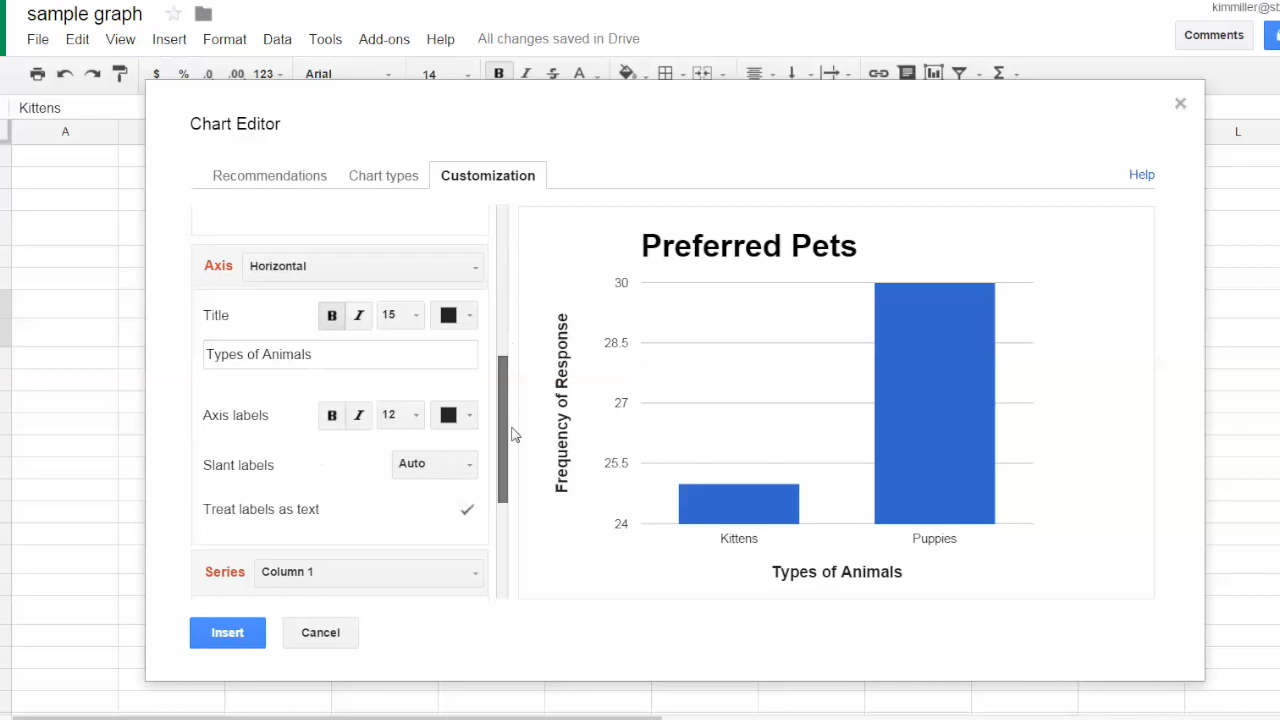 sample graph
kimmiller@sb
File Edit View Insert Format Data Tools Add-ons Help All changes saved in Drive
Comments
$ % .0 .00 123 Arial 14 B I S A Σ
Kittens
A
L
Chart Editor
Recommendations Chart types Customization
Help
Axis Horizontal
Title B I 15
Types of Animals
Axis labels B I 12
Slant labels Auto
Treat labels as text
Series Column 1
Insert Cancel
Preferred Pets
Frequency of Response
30
28.5
27
25.5
24
Kittens Puppies
Types of Animals